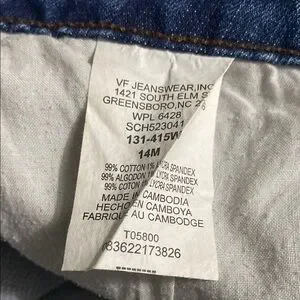 VF JEANSWEAR, INC
1421 SOUTH ELM S
GREENSBORO, NC 2
WPL 6428
SCH523041
131-415W
14M
99% COTTON 1% LYCRA SPANDEX
99% ALGODON 1% LYCRA SPANDEX
99% COTON 1% LYCRA SPANDEX
MADE IN CAMBODIA
HECHO EN CAMBOYA
FABRIQUE AU CAMBODGE
T05800
83622173826